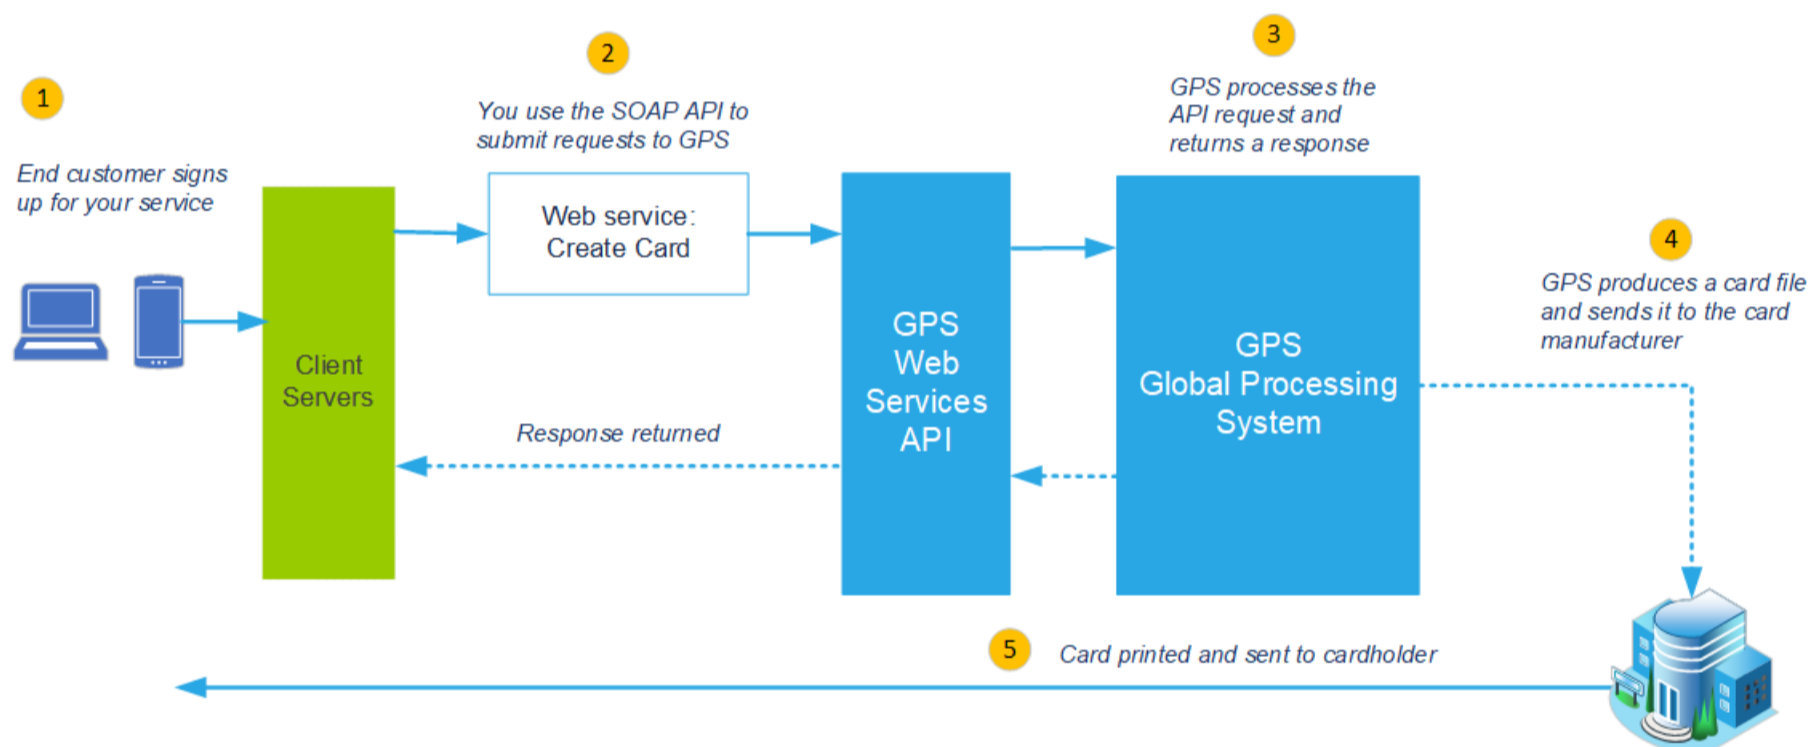 1
End customer signs
up for your service
2
You use the SOAP API to
submit requests to GPS
Web service:
Create Card
3
GPS processes the
API request and
returns a response
4
GPS produces a card file
and sends it to the card
manufacturer
Client
Servers
GPS
Web
Services
API
GPS
Global Processing
System
Response returned
5
Card printed and sent to cardholder